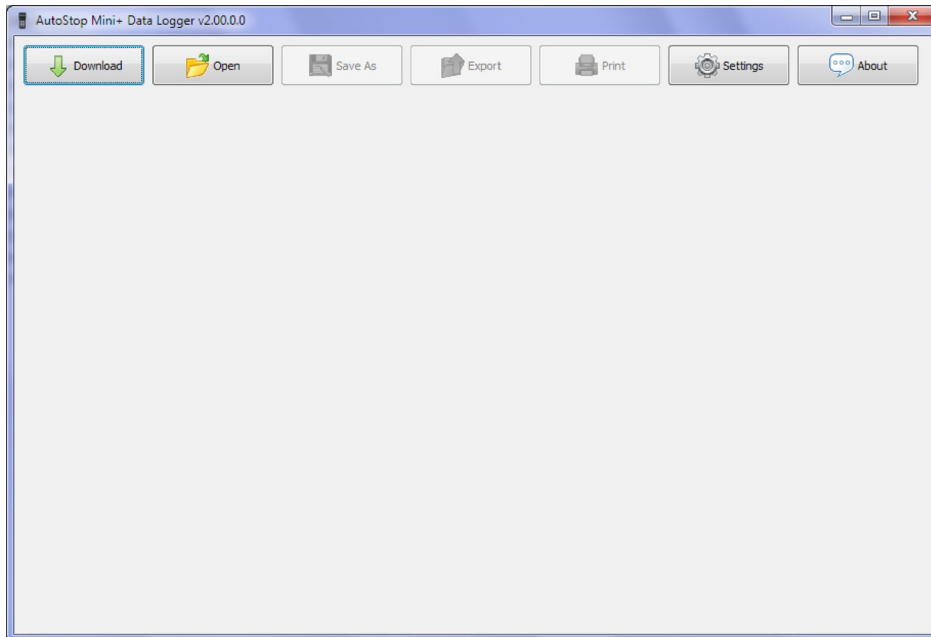 AutoStop Mini+ Data Logger v2.00.0.0
Download Open Save As Export Print Settings About